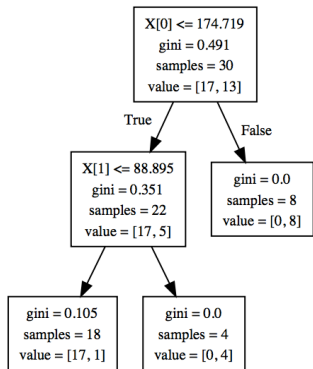 X[0] <= 174.719
gini = 0.491
samples = 30
value = [17, 13]
True
False
X[1] <= 88.895
gini = 0.351
samples = 22
value = [17, 5]
gini = 0.0
samples = 8
value = [0, 8]
gini = 0.105
samples = 18
value = [17, 1]
gini = 0.0
samples = 4
value = [0, 4]